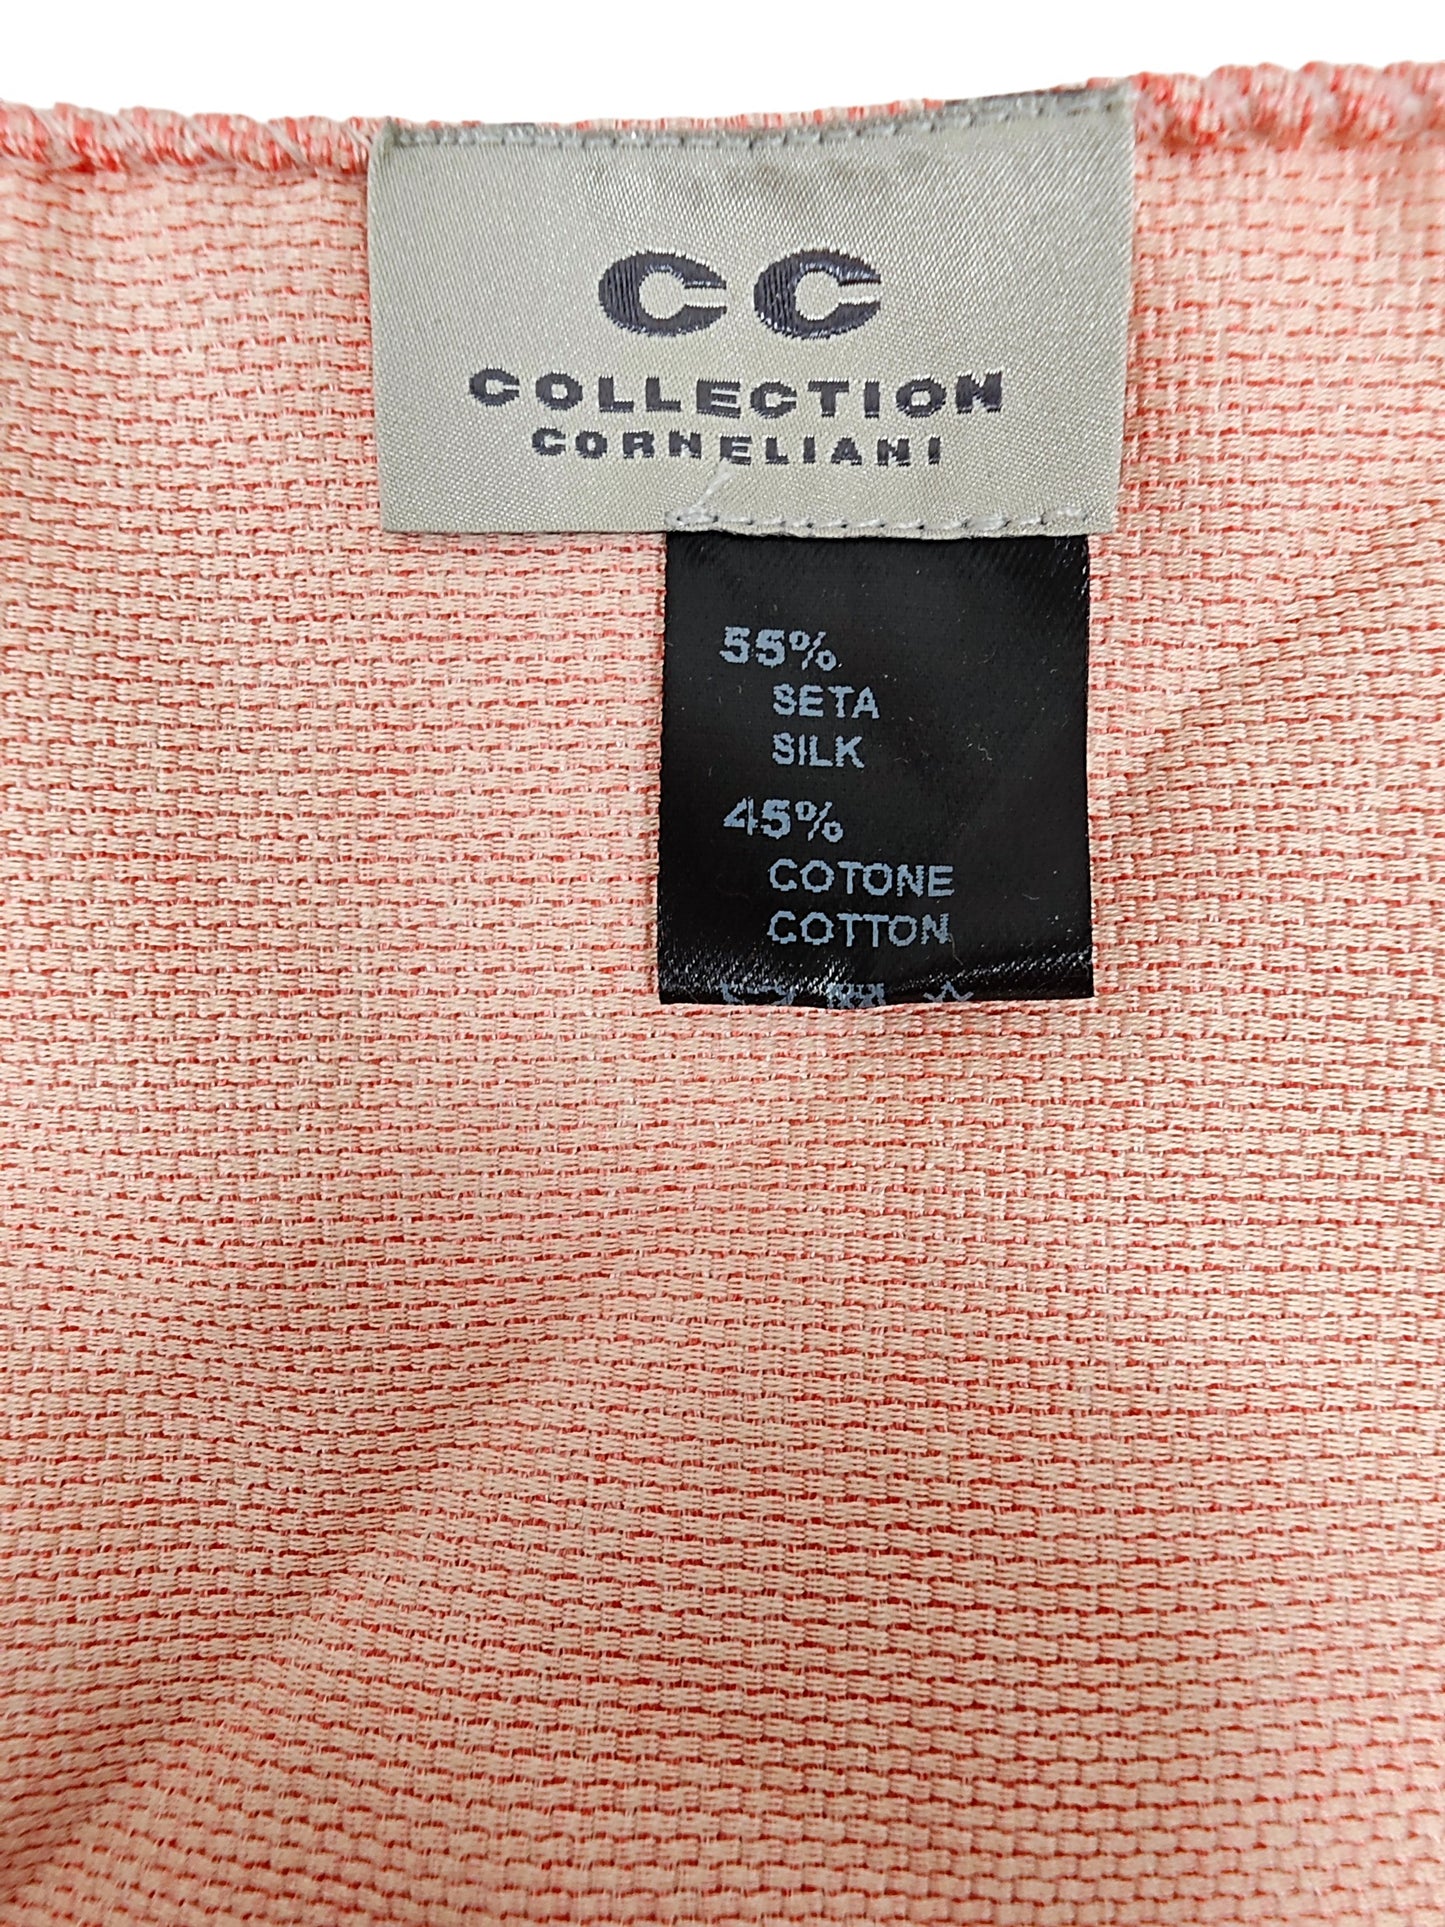 CC
COLLECTION
CORNELIANI
55%
SETA
SILK
45%
COTONE
COTTON